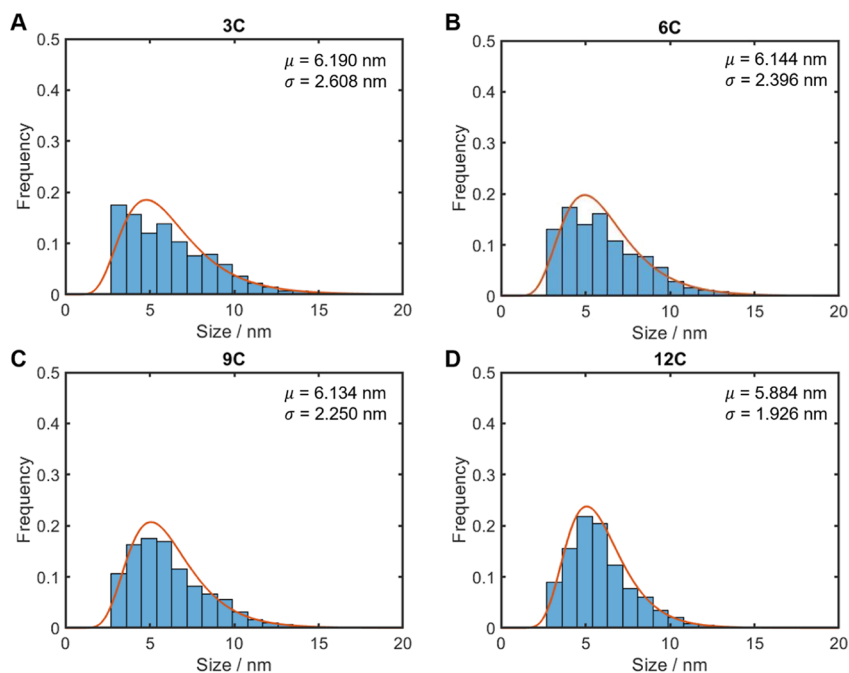 A
3C
0.5
0.4
0.3
0.2
0.1
0
Frequency
μ = 6.190 nm
σ = 2.608 nm
0 5 10 15 20
Size / nm
B
6C
0.5
0.4
0.3
0.2
0.1
0
Frequency
μ = 6.144 nm
σ = 2.396 nm
0 5 10 15 20
Size / nm
C
9C
0.5
0.4
0.3
0.2
0.1
0
Frequency
μ = 6.134 nm
σ = 2.250 nm
0 5 10 15 20
Size / nm
D
12C
0.5
0.4
0.3
0.2
0.1
0
Frequency
μ = 5.884 nm
σ = 1.926 nm
0 5 10 15 20
Size / nm